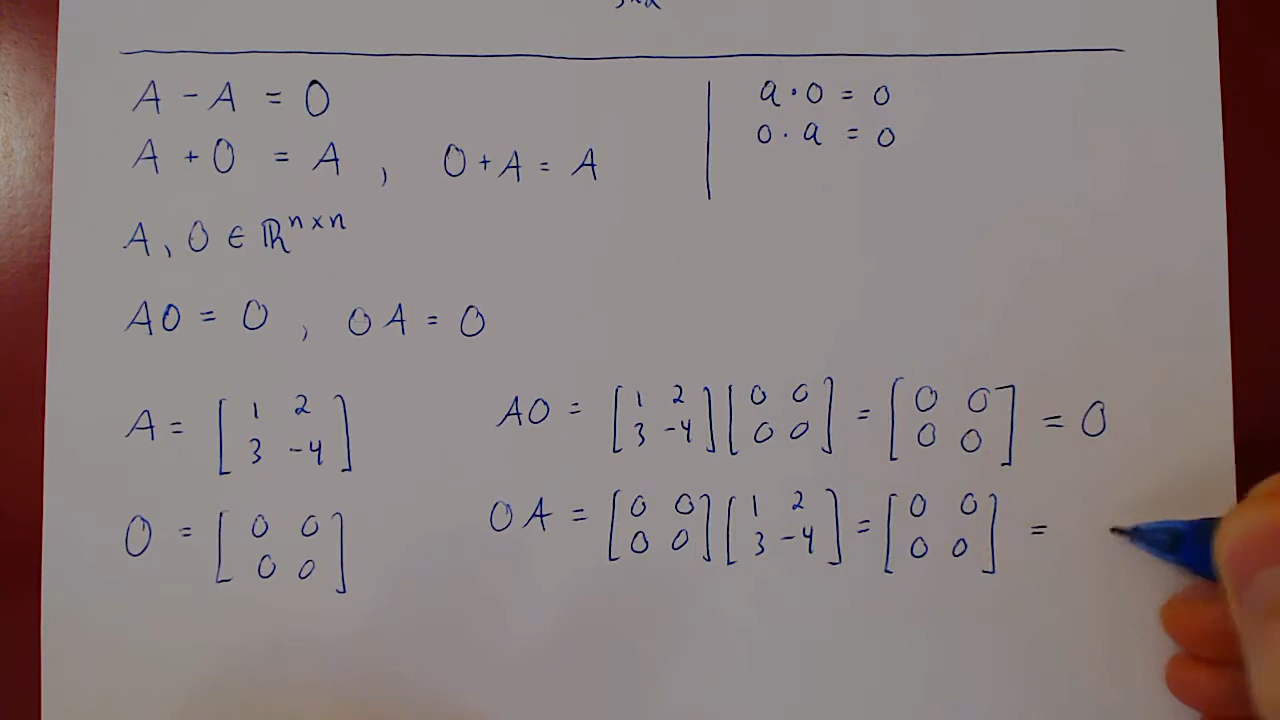 A - A = 0
A + 0 = A , 0 + A = A
a · 0 = 0
0 · a = 0
A, 0 ∈ ℝⁿˣⁿ
A0 = 0 , 0A = 0
A = [1 2; 3 -4]
A0 = [1 2; 3 -4] [0 0; 0 0] = [0 0; 0 0] = 0
0 = [0 0; 0 0]
0A = [0 0; 0 0] [1 2; 3 -4] = [0 0; 0 0] =